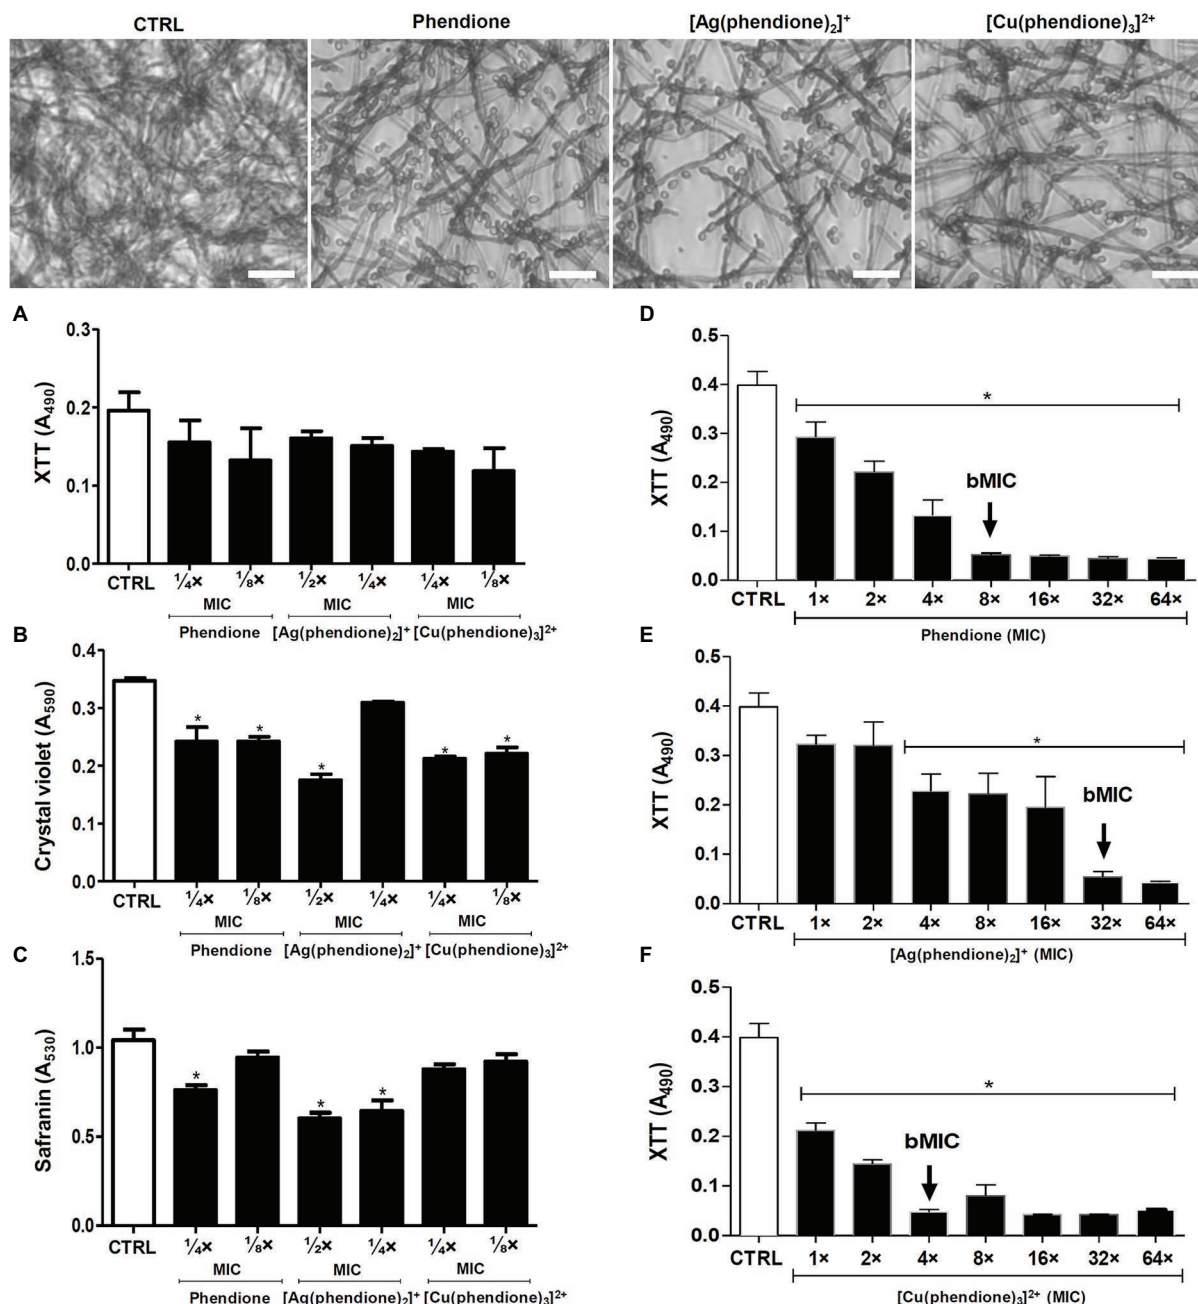 CTRL Phendione [Ag(phendione)₂]⁺ [Cu(phendione)₃]²⁺
A
0.3
0.2
0.1
0.0
XTT (A₄₉₀)
CTRL ¼× ⅛× ½× ¼× ¼× ⅛×
MIC MIC MIC
Phendione [Ag(phendione)₂]⁺ [Cu(phendione)₃]²⁺
B
0.4
0.3
0.2
0.1
0.0
Crystal violet (A₅₉₀)
* * * * *
CTRL ¼× ⅛× ½× ¼× ¼× ⅛×
MIC MIC MIC
Phendione [Ag(phendione)₂]⁺ [Cu(phendione)₃]²⁺
C
1.5
1.0
0.5
0.0
Safranin (A₅₃₀)
* * *
CTRL ¼× ⅛× ½× ¼× ¼× ⅛×
MIC MIC MIC
Phendione [Ag(phendione)₂]⁺ [Cu(phendione)₃]²⁺
D
0.5
0.4
0.3
0.2
0.1
0.0
XTT (A₄₉₀)
*
bMIC
CTRL 1× 2× 4× 8× 16× 32× 64×
Phendione (MIC)
E
0.5
0.4
0.3
0.2
0.1
0.0
XTT (A₄₉₀)
*
bMIC
CTRL 1× 2× 4× 8× 16× 32× 64×
[Ag(phendione)₂]⁺ (MIC)
F
0.5
0.4
0.3
0.2
0.1
0.0
XTT (A₄₉₀)
*
bMIC
CTRL 1× 2× 4× 8× 16× 32× 64×
[Cu(phendione)₃]²⁺ (MIC)